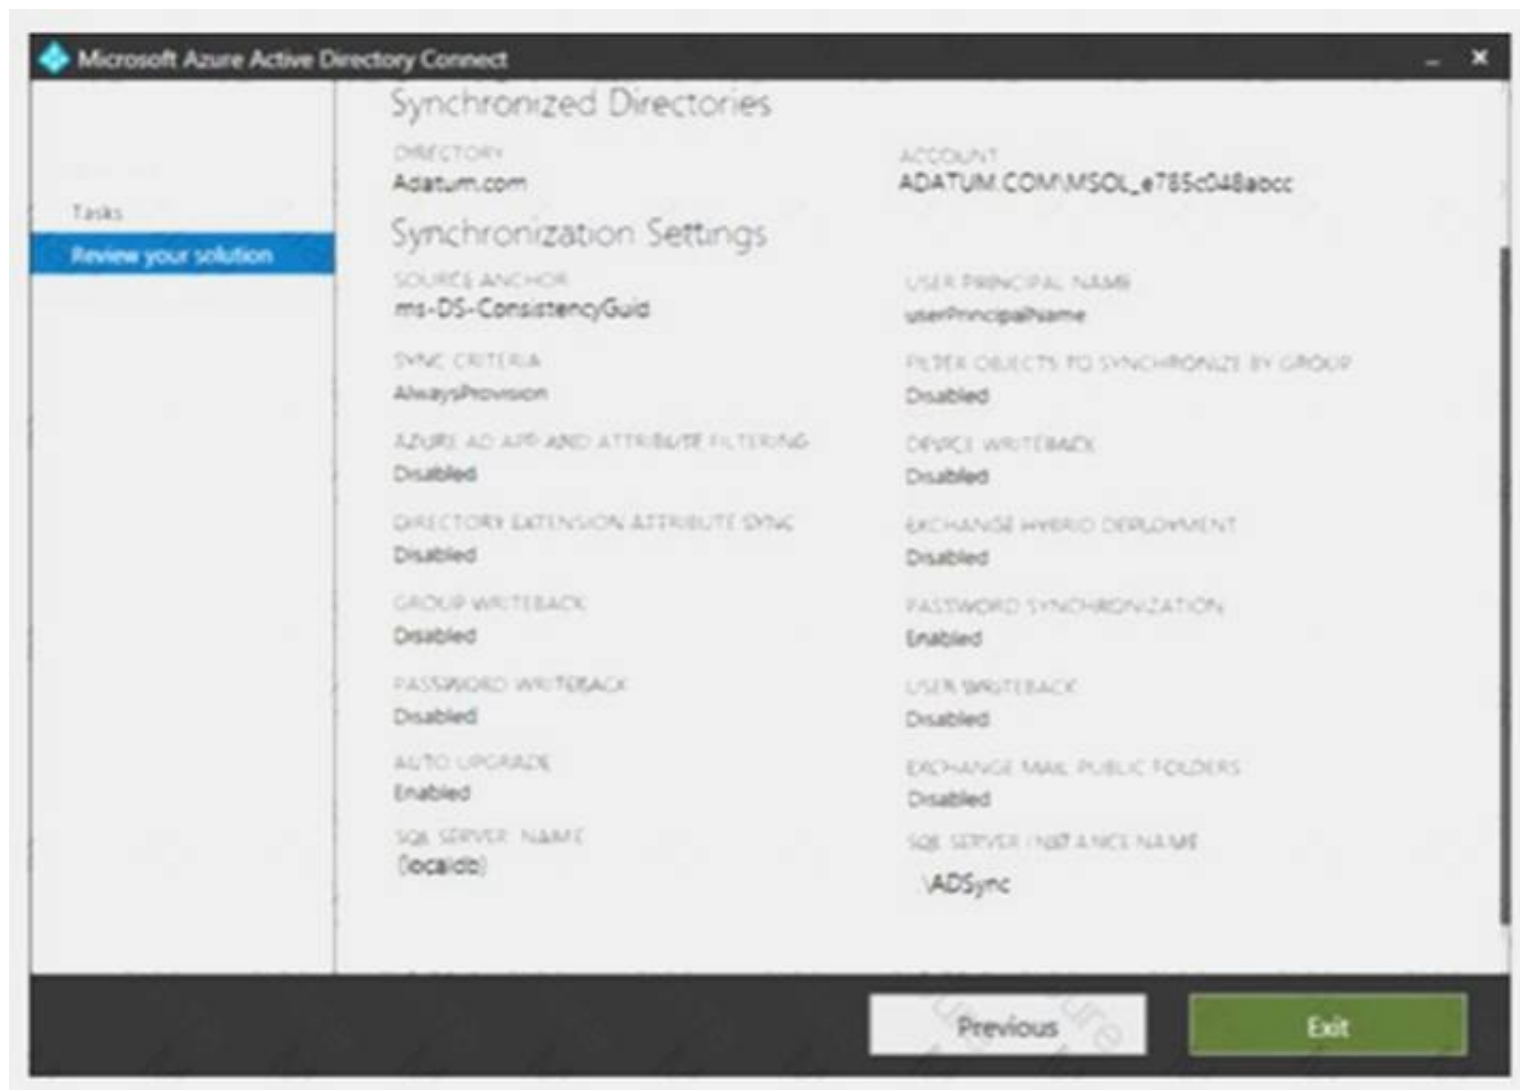 Microsoft Azure Active Directory Connect
Synchronized Directories
DIRECTORY
Adatum.com
ACCOUNT
ADATUM.COM\MSOL_e785c048abcc
Tasks
Review your solution
Synchronization Settings
SOURCE ANCHOR
ms-DS-ConsistencyGuid
USER PRINCIPAL NAME
userPrincipalName
SYNC CRITERIA
AlwaysProvision
FILTER OBJECTS TO SYNCHRONIZE BY GROUP
Disabled
AZURE AD APP AND ATTRIBUTE FILTERING
Disabled
DEVICE WRITEBACK
Disabled
DIRECTORY EXTENSION ATTRIBUTE SYNC
Disabled
EXCHANGE HYBRID DEPLOYMENT
Disabled
GROUP WRITEBACK
Disabled
PASSWORD SYNCHRONIZATION
Enabled
PASSWORD WRITEBACK
Disabled
USER WRITEBACK
Disabled
AUTO UPGRADE
Enabled
EXCHANGE MAIL PUBLIC FOLDERS
Disabled
SQL SERVER NAME
(localdb)
SQL SERVER INSTANCE NAME
.\ADSync
Previous
Exit